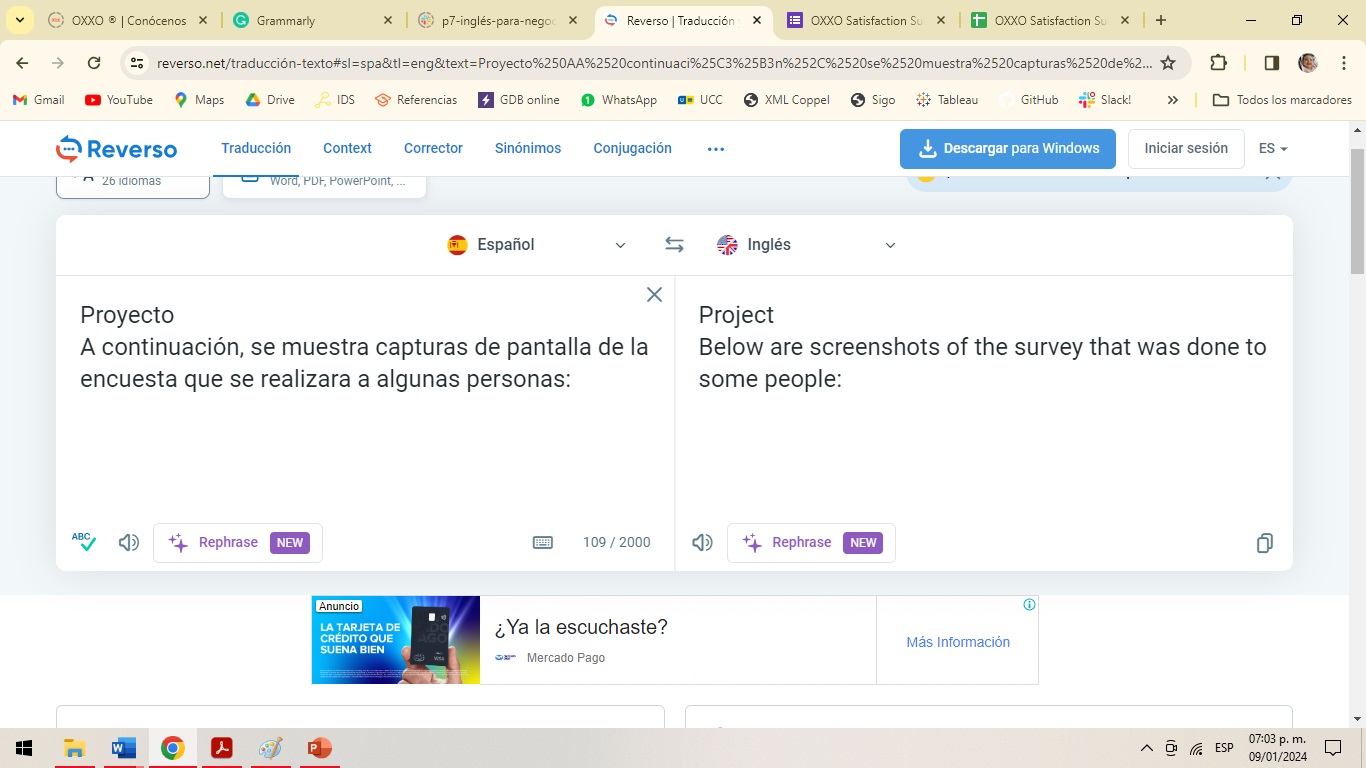 OXXO ® | Conócenos
Grammarly
p7-inglés-para-negoc
Reverso | Traducción
OXXO Satisfaction Su
OXXO Satisfaction Su
reverso.net/traducción-texto#sl=spa&tl=eng&text=Proyecto%250AA%2520continuaci%25C3%25B3n%252C%2520se%2520muestra%2520capturas%2520de%2...
Gmail
YouTube
Maps
Drive
IDS
Referencias
GDB online
WhatsApp
UCC
XML Coppel
Sigo
Tableau
GitHub
Slack!
»
Todos los marcadores
Reverso
Traducción
Context
Corrector
Sinónimos
Conjugación
Descargar para Windows
Iniciar sesión
ES
26 idiomas
Word, PDF, PowerPoint, ...
Español
Inglés
Proyecto
A continuación, se muestra capturas de pantalla de la
encuesta que se realizara a algunas personas:
Project
Below are screenshots of the survey that was done to
some people:
ABC
Rephrase NEW
109 / 2000
Rephrase NEW
Anuncio
LA TARJETA DE
CRÉDITO QUE
SUENA BIEN
¿Ya la escuchaste?
Mercado Pago
Más Información
ESP
07:03 p. m.
09/01/2024